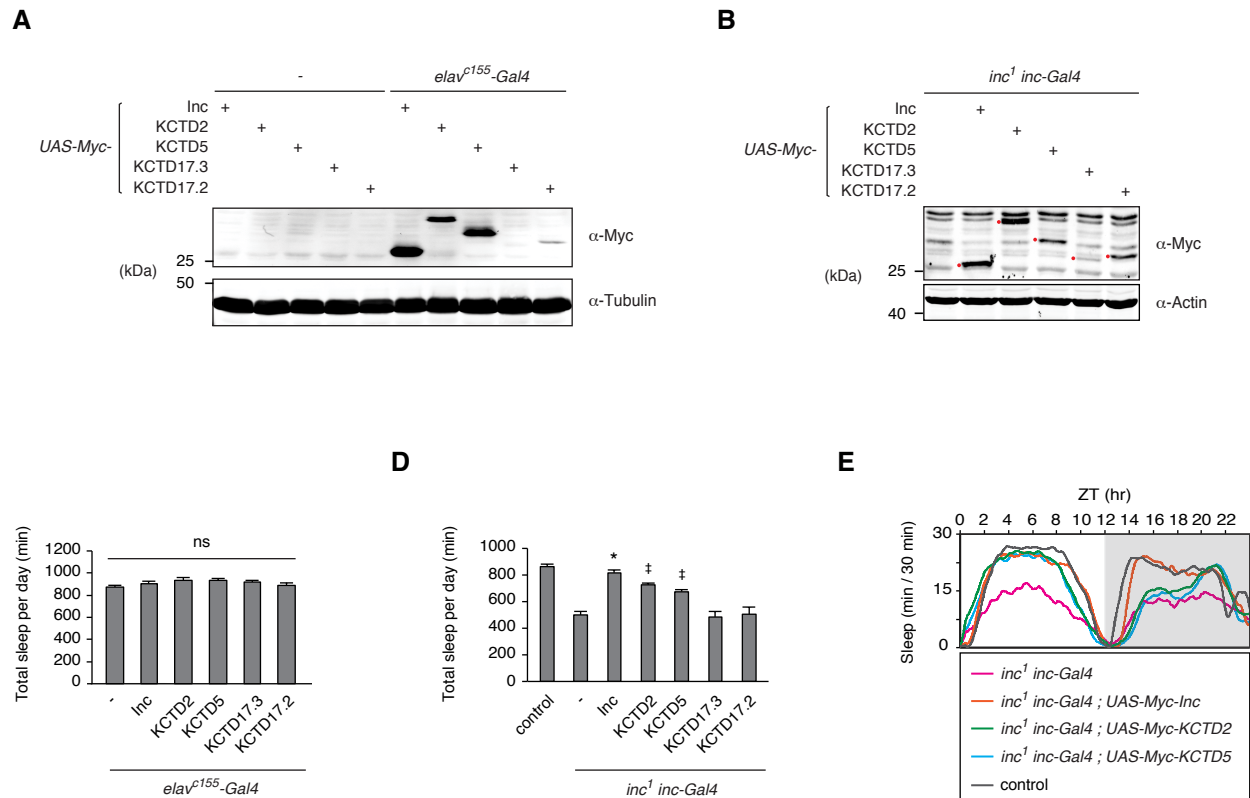 A
- elav^c155-Gal4
Inc + +
KCTD2 + +
UAS-Myc- KCTD5 + +
KCTD17.3 + +
KCTD17.2 + +
α-Myc
(kDa) 25
50
α-Tubulin
B
inc¹ inc-Gal4
Inc +
KCTD2 +
UAS-Myc- KCTD5 +
KCTD17.3 +
KCTD17.2 +
α-Myc
(kDa) 25
α-Actin
40
Total sleep per day (min)
1200
1000
800
600
400
200
0
ns
- Inc KCTD2 KCTD5 KCTD17.3 KCTD17.2
elav^c155-Gal4
D
Total sleep per day (min)
1000
800
600
400
200
0
* ‡ ‡
control - Inc KCTD2 KCTD5 KCTD17.3 KCTD17.2
inc¹ inc-Gal4
E
ZT (hr)
0 2 4 6 8 10 12 14 16 18 20 22
Sleep (min / 30 min)
30
15
0
inc¹ inc-Gal4
inc¹ inc-Gal4 ; UAS-Myc-Inc
inc¹ inc-Gal4 ; UAS-Myc-KCTD2
inc¹ inc-Gal4 ; UAS-Myc-KCTD5
control